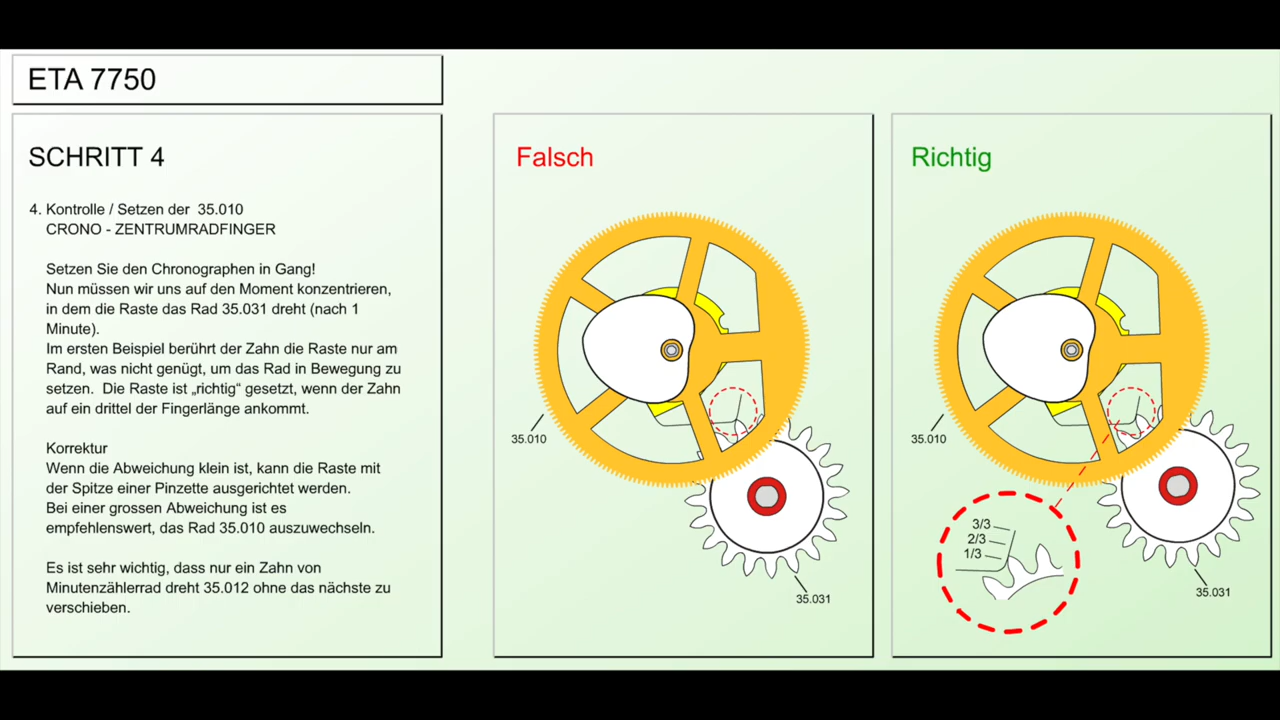 ETA 7750
SCHRITT 4
4. Kontrolle / Setzen der 35.010
CRONO - ZENTRUMRADFINGER
Setzen Sie den Chronographen in Gang!
Nun müssen wir uns auf den Moment konzentrieren,
in dem die Raste das Rad 35.031 dreht (nach 1
Minute).
Im ersten Beispiel berührt der Zahn die Raste nur am
Rand, was nicht genügt, um das Rad in Bewegung zu
setzen. Die Raste ist „richtig“ gesetzt, wenn der Zahn
auf ein drittel der Fingerlänge ankommt.
Korrektur
Wenn die Abweichung klein ist, kann die Raste mit
der Spitze einer Pinzette ausgerichtet werden.
Bei einer grossen Abweichung ist es
empfehlenswert, das Rad 35.010 auszuwechseln.
Es ist sehr wichtig, dass nur ein Zahn von
Minutenzählerrad dreht 35.012 ohne das nächste zu
verschieben.
Falsch
35.010
35.031
Richtig
35.010
3/3
2/3
1/3
35.031